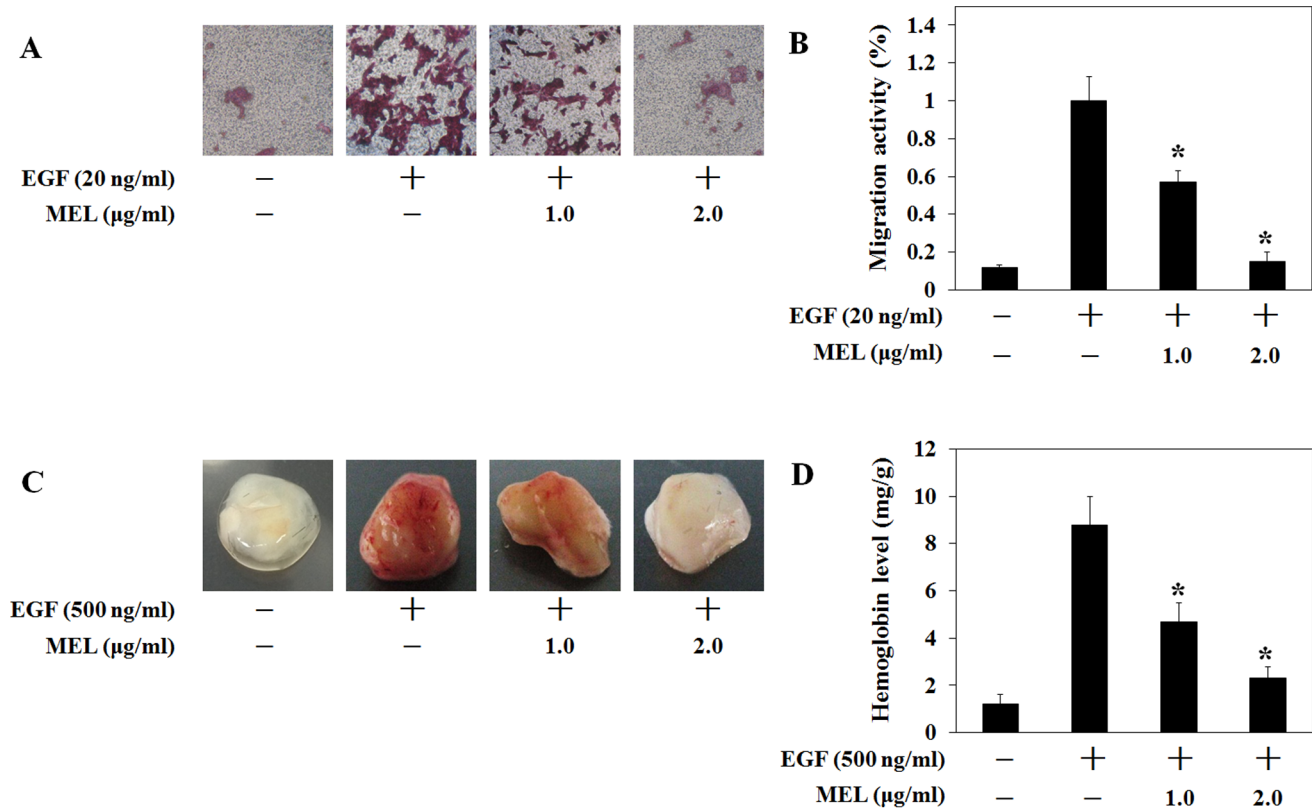 A
EGF (20 ng/ml) − + + +
MEL (μg/ml) − − 1.0 2.0
B
Migration activity (%)
1.4
1.2
1
0.8
0.6
0.4
0.2
0
* *
EGF (20 ng/ml) − + + +
MEL (μg/ml) − − 1.0 2.0
C
EGF (500 ng/ml) − + + +
MEL (μg/ml) − − 1.0 2.0
D
Hemoglobin level (mg/g)
12
10
8
6
4
2
0
* *
EGF (500 ng/ml) − + + +
MEL (μg/ml) − − 1.0 2.0